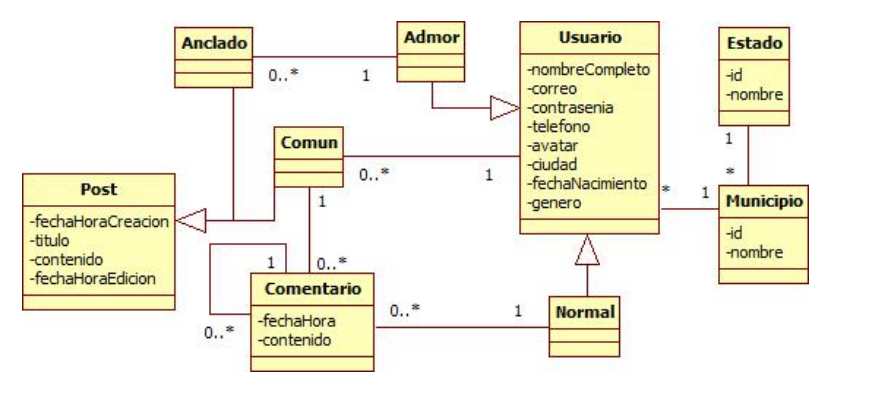 Anclado
0..*
1
Admor
Usuario
-nombreCompleto
-correo
-contrasenia
-telefono
-avatar
-ciudad
-fechaNacimiento
-genero
Estado
-id
-nombre
1
*
Municipio
-id
-nombre
*
1
Comun
0..*
1
1
0..*
Post
-fechaHoraCreacion
-titulo
-contenido
-fechaHoraEdicion
1
0..*
Comentario
-fechaHora
-contenido
0..*
1
Normal